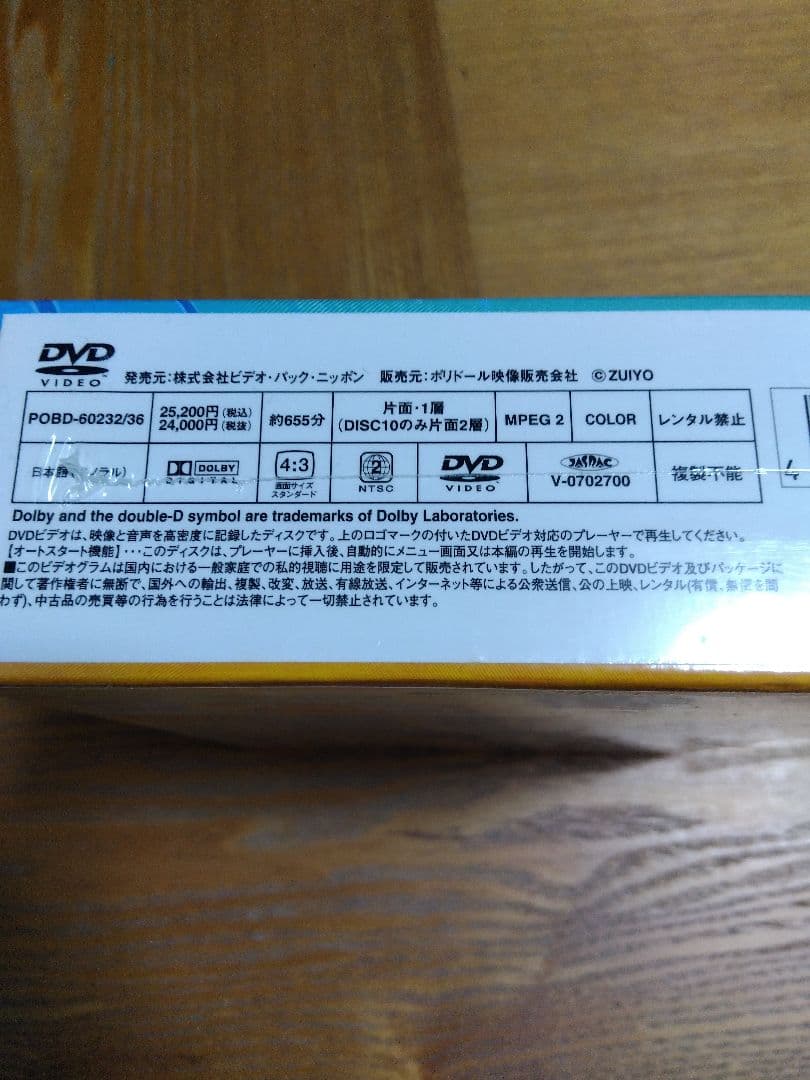 DVD
VIDEO™ 発売元:株式会社ビデオ・パック・ニッポン 販売元:ポリドール映像販売会社 ©ZUIYO
POBD-60232/36 25,200円(税込) 24,000円(税抜) 約655分 片面・1層 (DISC10のみ片面2層) MPEG 2 COLOR レンタル禁止
日本語 DOLBY DIGITAL 4:3 画面サイズ スタンダード 2 NTSC DVD VIDEO JASRAC V-0702700 複製不能
Dolby and the double-D symbol are trademarks of Dolby Laboratories.
DVDビデオは、映像と音声を高密度に記録したディスクです。上のロゴマークの付いたDVDビデオ対応のプレーヤーで再生してください。
【オートスタート機能】・・・このディスクは、プレーヤーに挿入後、自動的にメニュー画面又は本編の再生を開始します。
■このビデオグラムは国内における一般家庭での私的視聴に用途を限定して販売されています。したがって、このDVDビデオ及びパッケージに
関して著作権者に無断で、国外への輸出、複製、改変、放送、有線放送、インターネット等による公衆送信、公の上映、レンタル(有償、無償を問
わず)、中古品の売買等の行為を行うことは法律によって一切禁止されています。